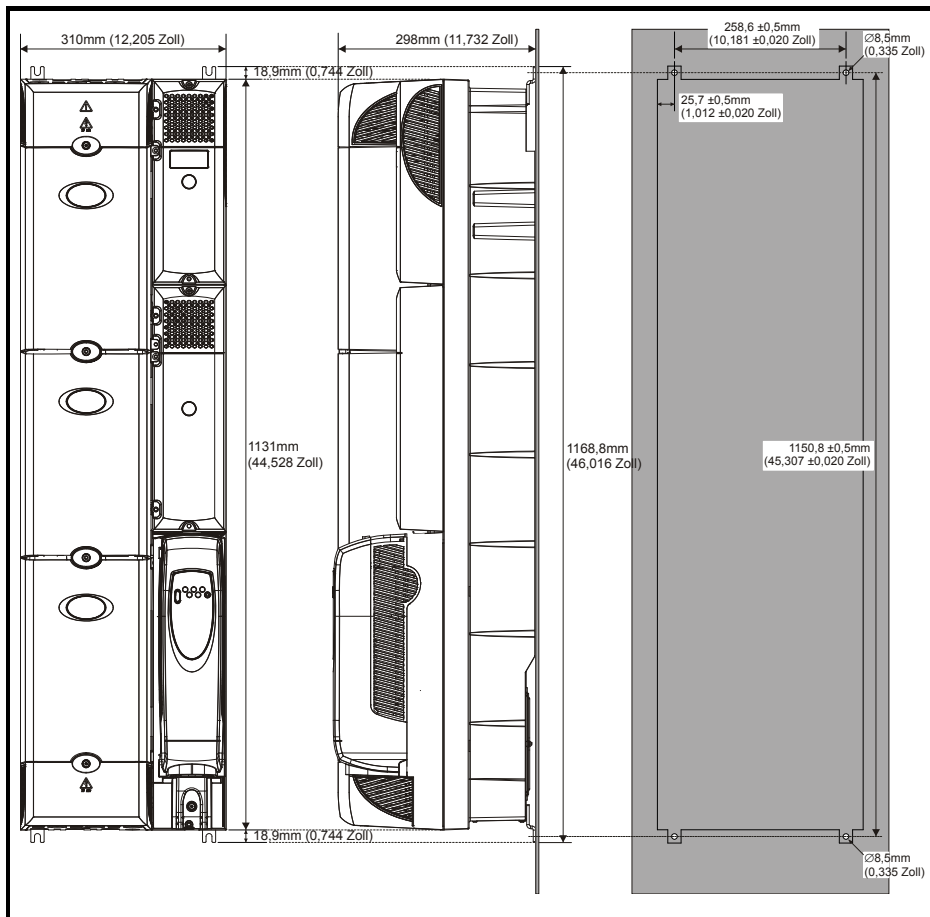 310mm (12,205 Zoll)
298mm (11,732 Zoll)
258,6 ±0,5mm
(10,181 ±0,020 Zoll)
∅8,5mm
(0,335 Zoll)
18,9mm (0,744 Zoll)
25,7 ±0,5mm
(1,012 ±0,020 Zoll)
1131mm
(44,528 Zoll)
1168,8mm
(46,016 Zoll)
1150,8 ±0,5mm
(45,307 ±0,020 Zoll)
18,9mm (0,744 Zoll)
∅8,5mm
(0,335 Zoll)